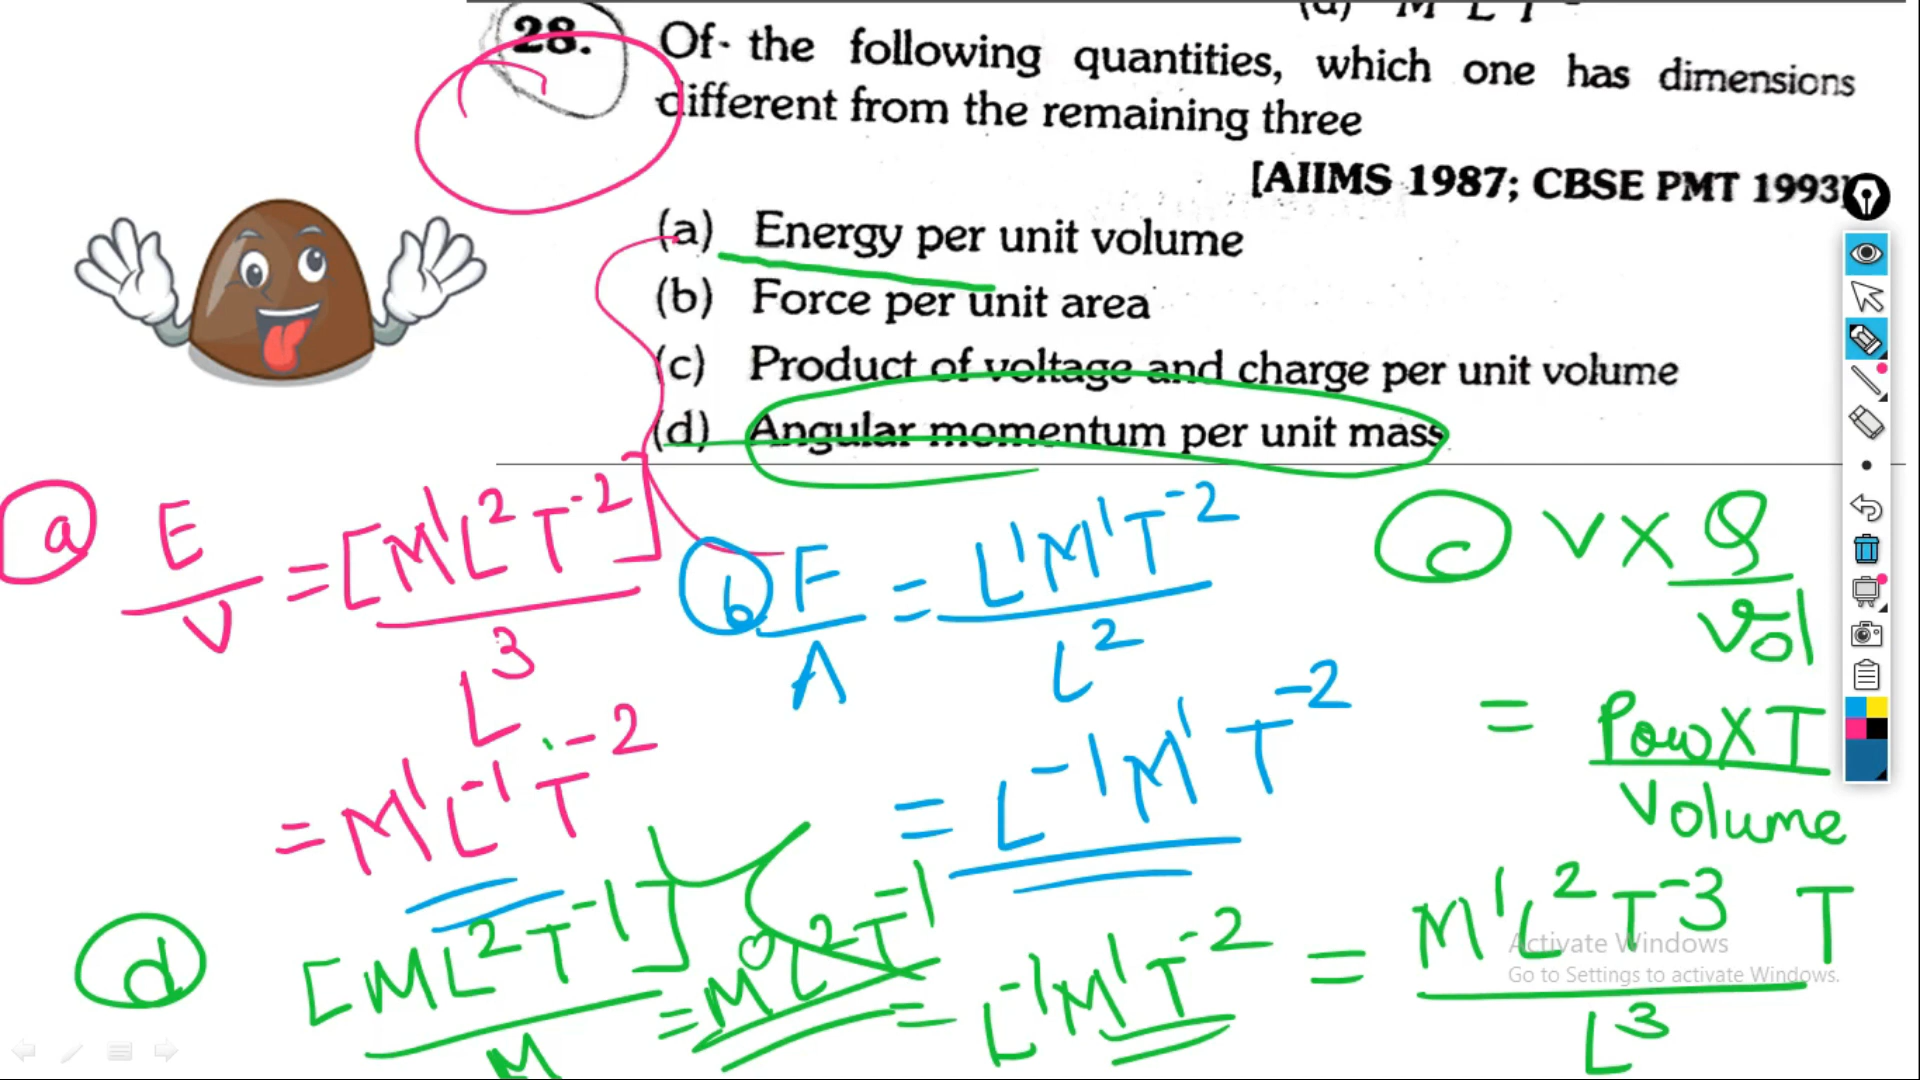 28. Of the following quantities, which one has dimensions
different from the remaining three
[AIIMS 1987; CBSE PMT 1993]
(a) Energy per unit volume
(b) Force per unit area
(c) Product of voltage and charge per unit volume
(d) Angular momentum per unit mass
a E/V = [M¹L²T⁻²]/L³
= M¹L⁻¹T⁻²
b F/A = L¹M¹T⁻²/L²
= L⁻¹M¹T⁻²
c V × Q/Vol
= Pow × T/Volume
= M¹L²T⁻³ T/L³
= L⁻¹M¹T⁻²
d [ML²T⁻¹]/M = M⁰L²T⁻¹
Activate Windows
Go to Settings to activate Windows.